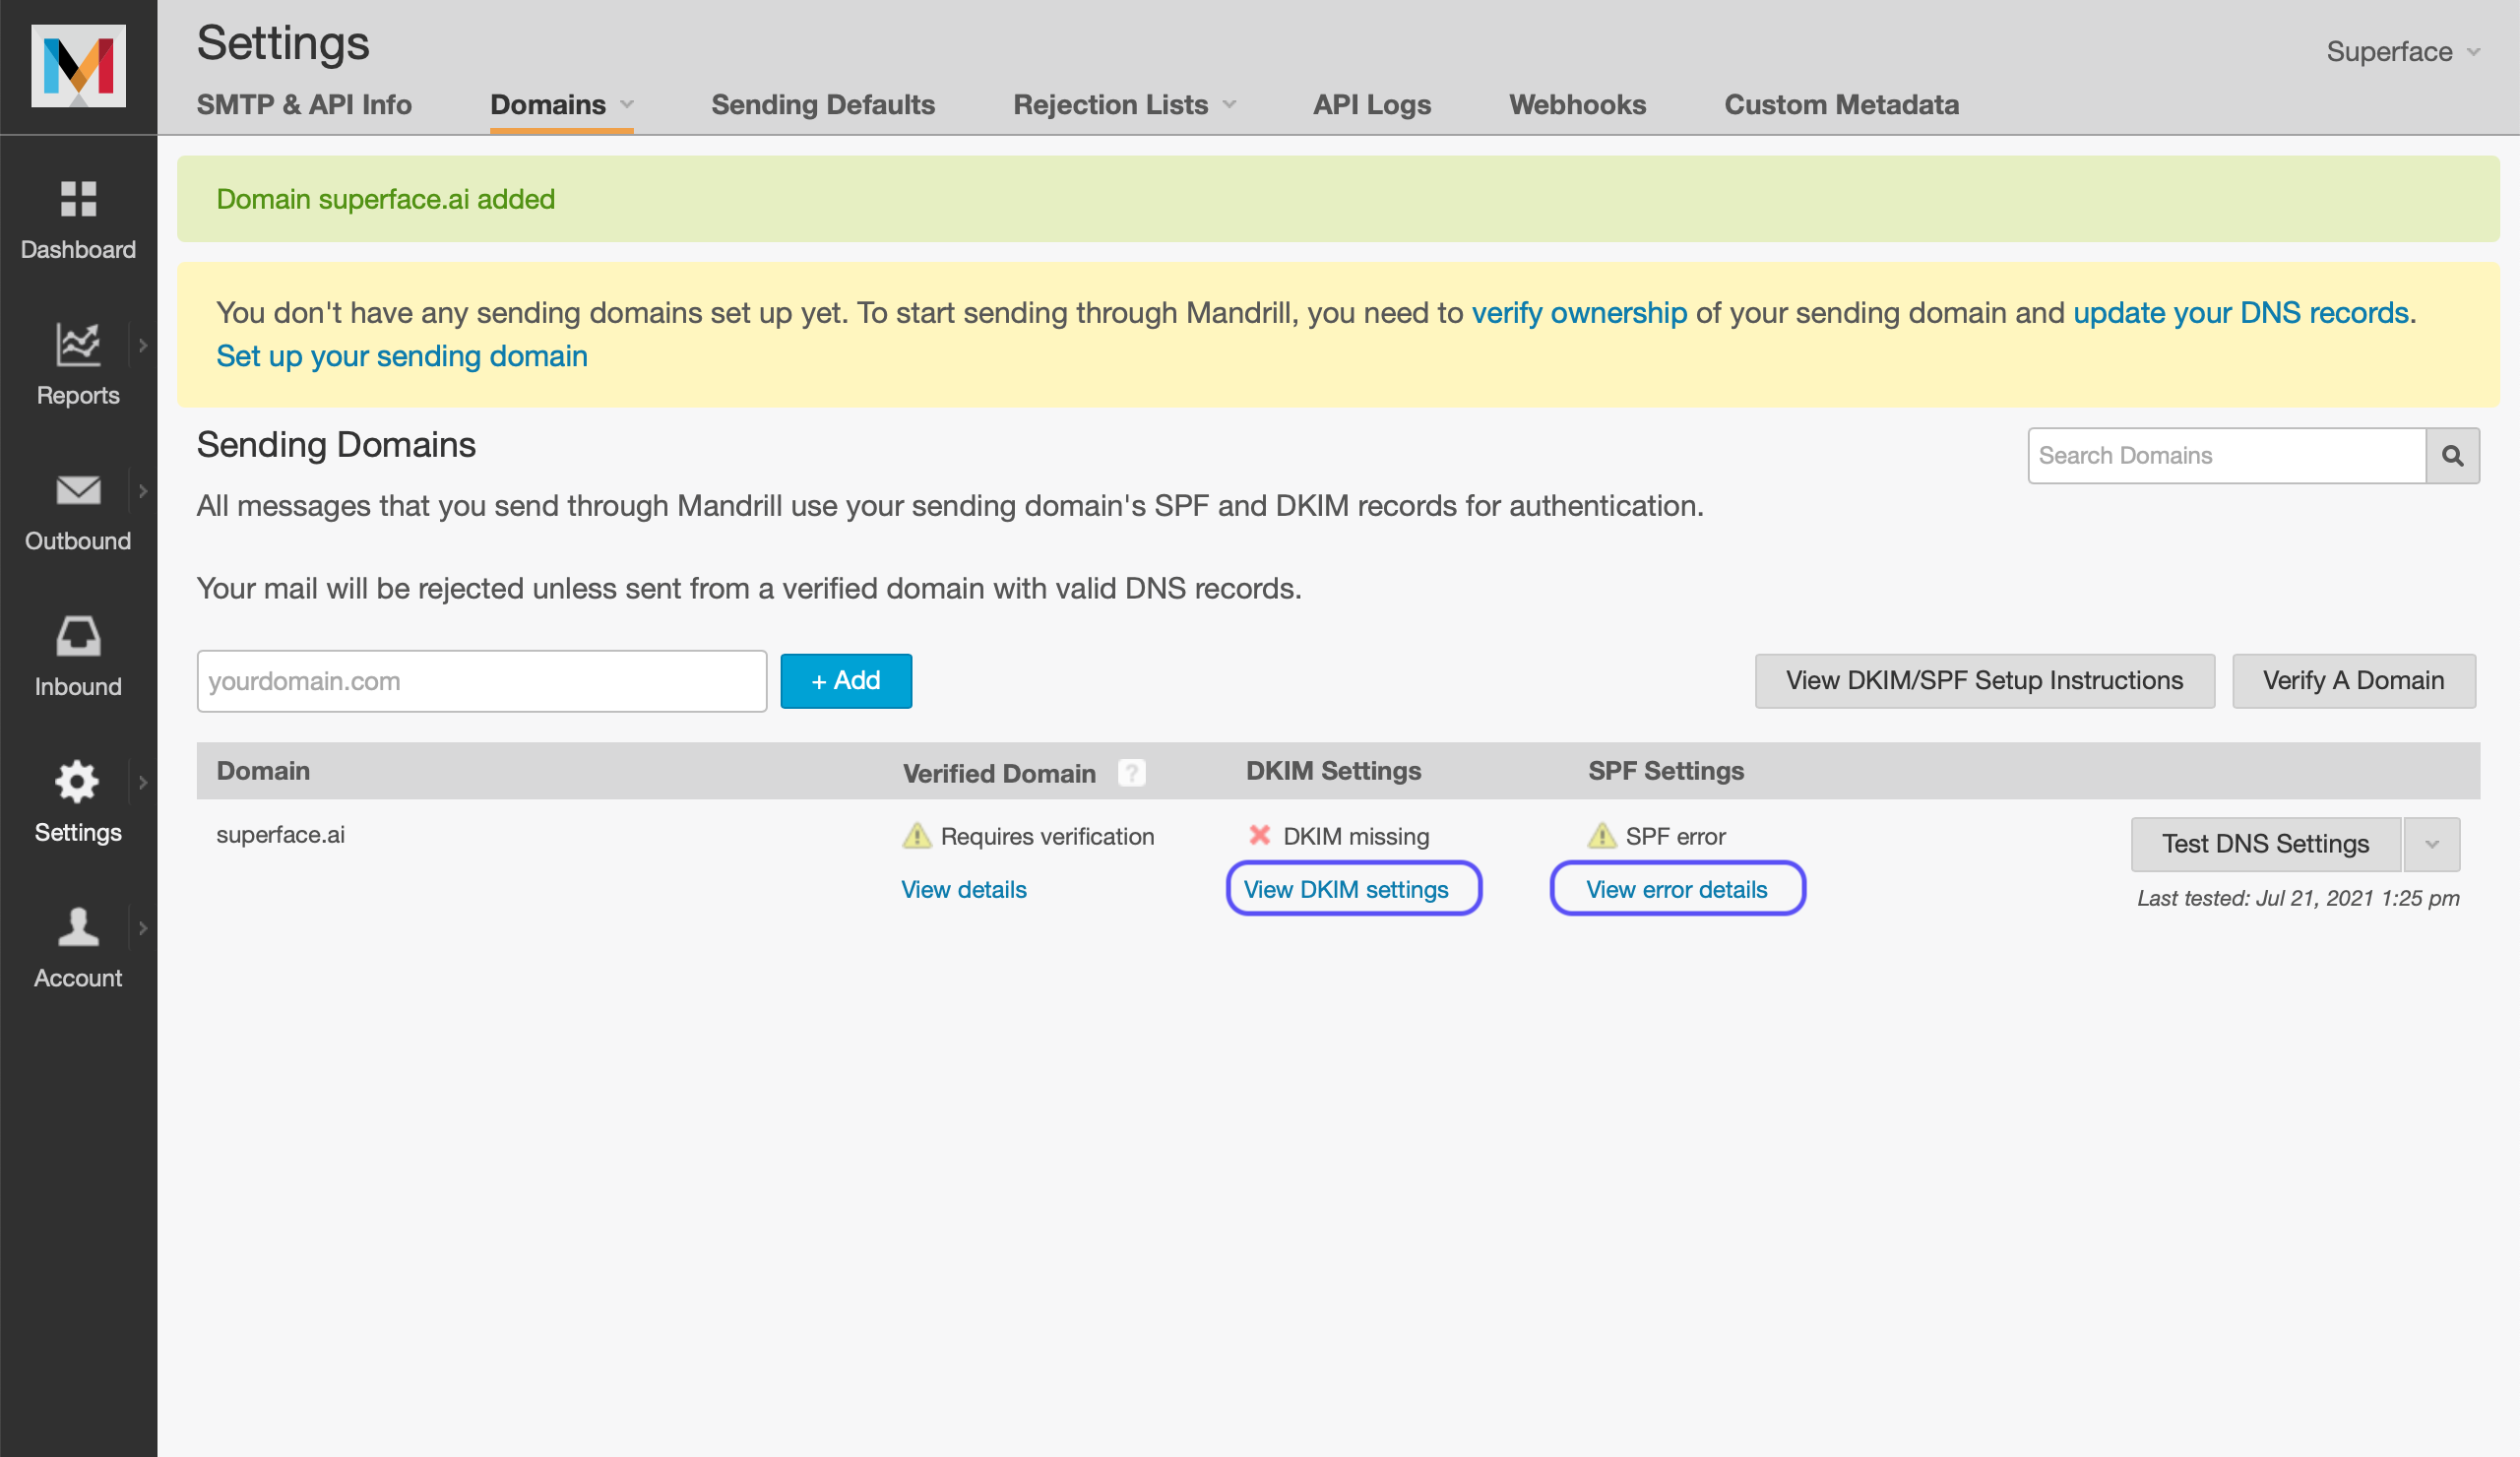 Settings
Superface
SMTP & API Info
Domains
Sending Defaults
Rejection Lists
API Logs
Webhooks
Custom Metadata
Dashboard
Reports
Outbound
Inbound
Settings
Account
Domain superface.ai added
You don't have any sending domains set up yet. To start sending through Mandrill, you need to verify ownership of your sending domain and update your DNS records.
Set up your sending domain
Sending Domains
Search Domains
All messages that you send through Mandrill use your sending domain's SPF and DKIM records for authentication.
Your mail will be rejected unless sent from a verified domain with valid DNS records.
yourdomain.com
+ Add
View DKIM/SPF Setup Instructions
Verify A Domain
Domain
Verified Domain ?
DKIM Settings
SPF Settings
superface.ai
Requires verification
DKIM missing
SPF error
Test DNS Settings
View details
View DKIM settings
View error details
Last tested: Jul 21, 2021 1:25 pm